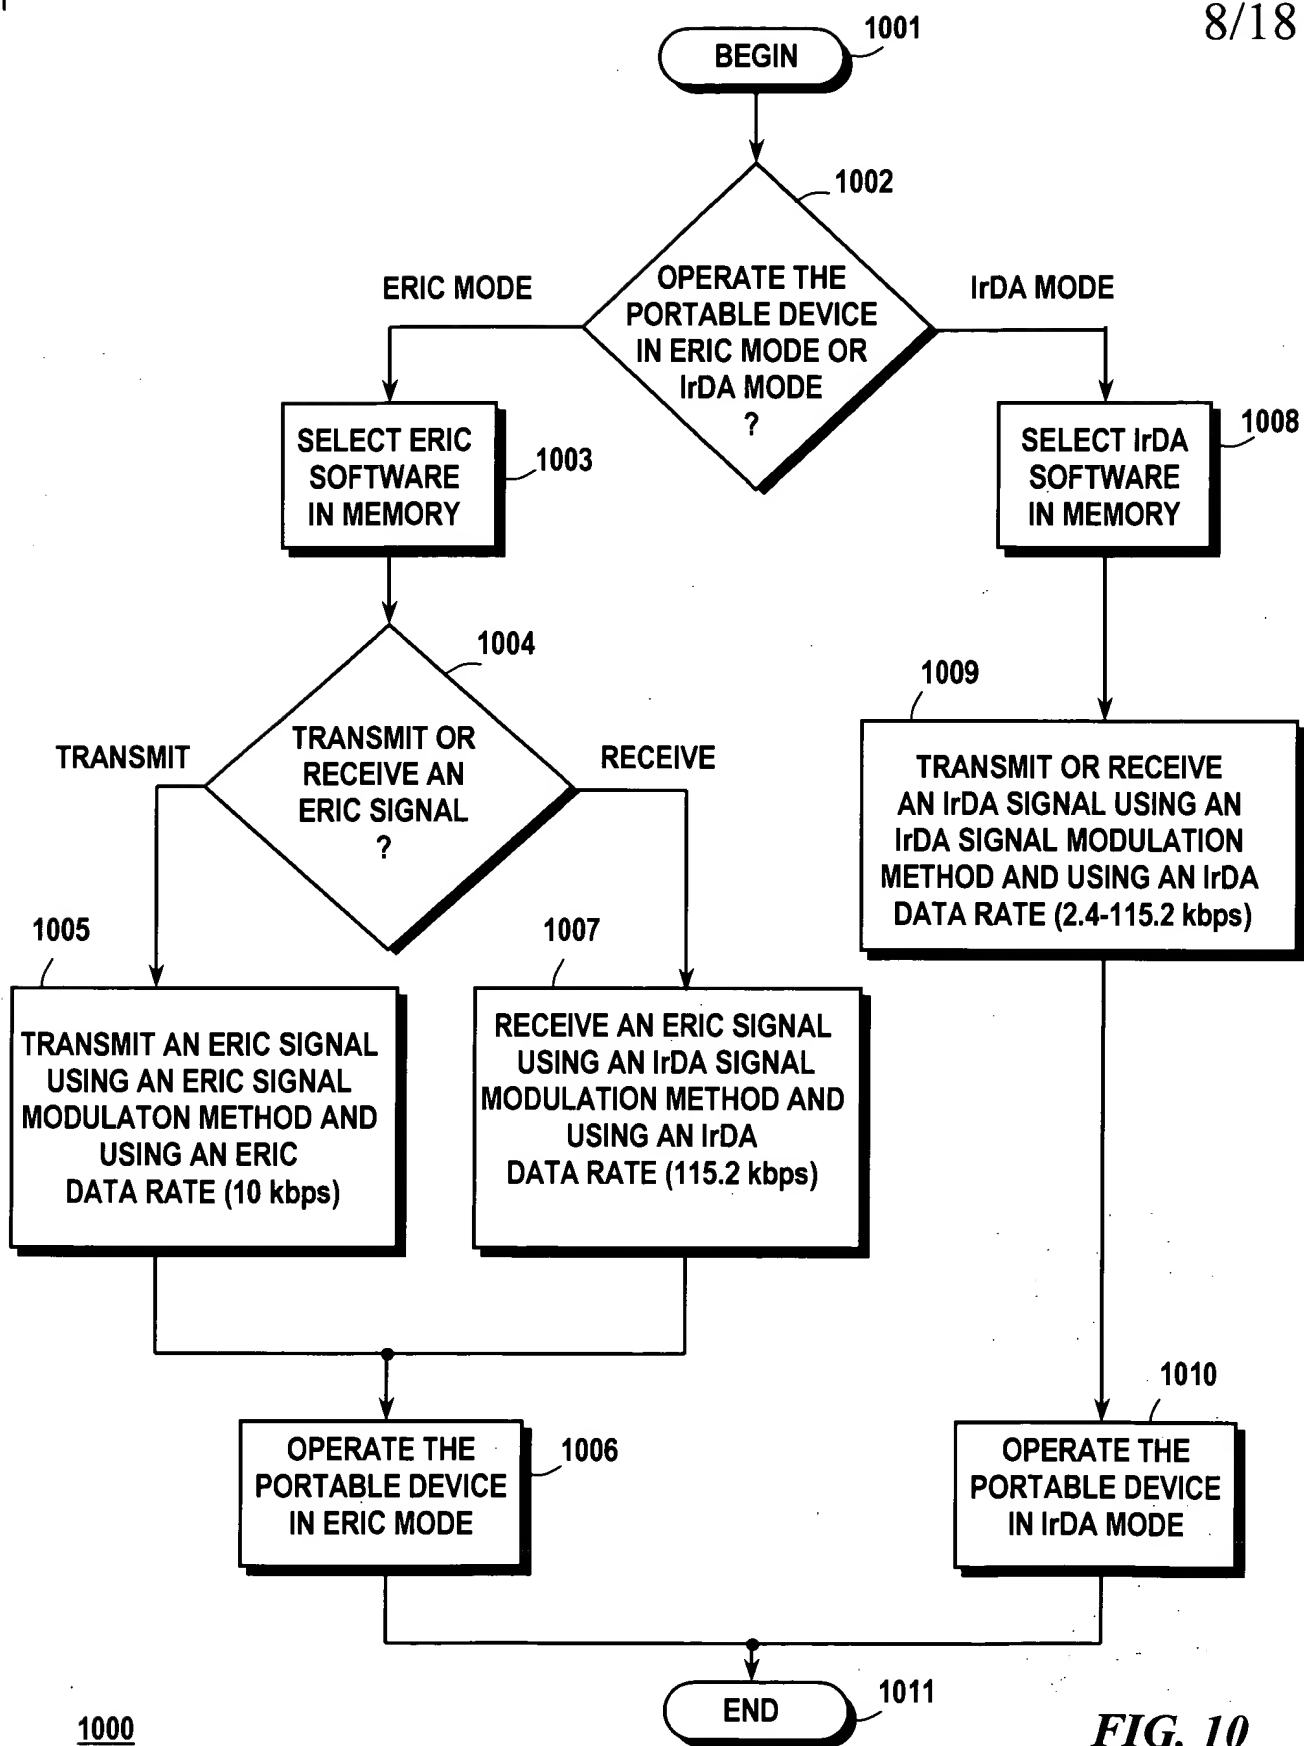 8/18
BEGIN
1001
1002
OPERATE THE
PORTABLE DEVICE
IN ERIC MODE OR
IrDA MODE
?
ERIC MODE
IrDA MODE
SELECT ERIC
SOFTWARE
IN MEMORY
1003
SELECT IrDA
SOFTWARE
IN MEMORY
1008
1004
TRANSMIT OR
RECEIVE AN
ERIC SIGNAL
?
TRANSMIT
RECEIVE
1009
TRANSMIT OR RECEIVE
AN IrDA SIGNAL USING AN
IrDA SIGNAL MODULATION
METHOD AND USING AN IrDA
DATA RATE (2.4-115.2 kbps)
1005
TRANSMIT AN ERIC SIGNAL
USING AN ERIC SIGNAL
MODULATON METHOD AND
USING AN ERIC
DATA RATE (10 kbps)
1007
RECEIVE AN ERIC SIGNAL
USING AN IrDA SIGNAL
MODULATION METHOD AND
USING AN IrDA
DATA RATE (115.2 kbps)
OPERATE THE
PORTABLE DEVICE
IN ERIC MODE
1006
1010
OPERATE THE
PORTABLE DEVICE
IN IrDA MODE
END
1011
1000
FIG. 10